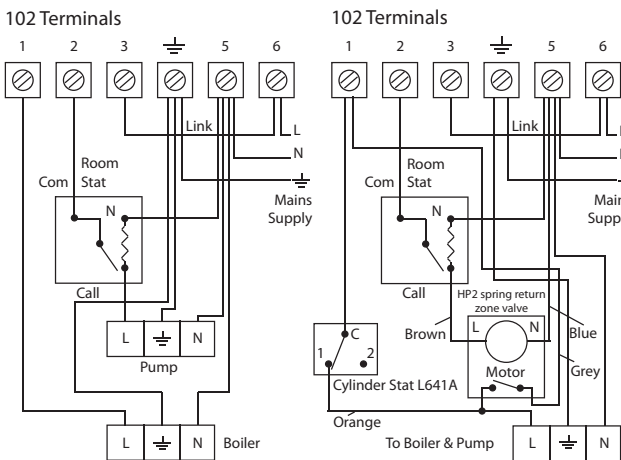 102 Terminals
1 2 3 5 6
Link
L
N
Room
Stat
Com
N
Mains
Supply
Call
L N
Pump
L N Boiler
102 Terminals
1 2 3 5 6
Link
L
Room
Stat
Com
N
Main
Supp
Call
HP2 spring return
zone valve
L N
Brown
Blue
C
1 2
Motor
Grey
Cylinder Stat L641A
Orange
To Boiler & Pump L N